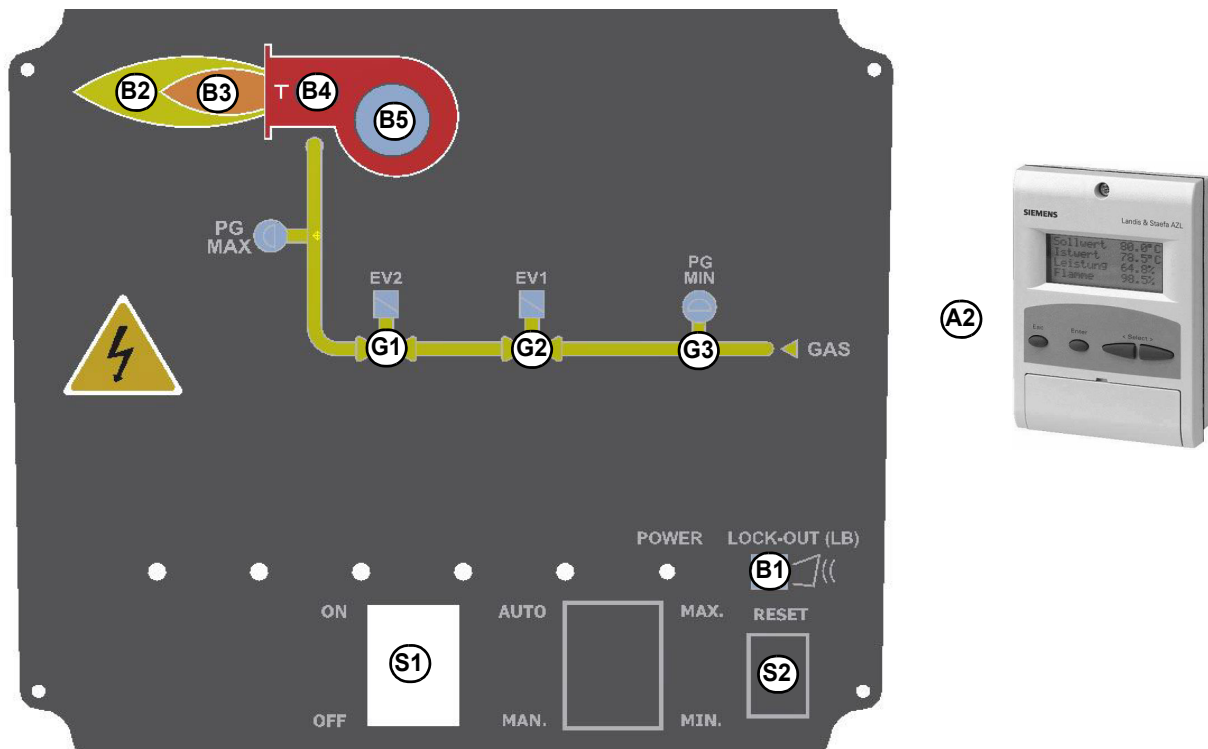 B2
B3
T
B4
B5
PG
MAX
EV2
EV1
PG
MIN
G1
G2
G3
GAS
A2
SIEMENS
Landis & Staefa AZL
Sollwert 80.0°C
Istwert 78.5°C
Leistung 64.8%
Flamme 98.5%
Esc
Enter
< Select >
POWER
LOCK-OUT (LB)
B1
ON
AUTO
MAX.
RESET
S1
S2
OFF
MAN.
MIN.